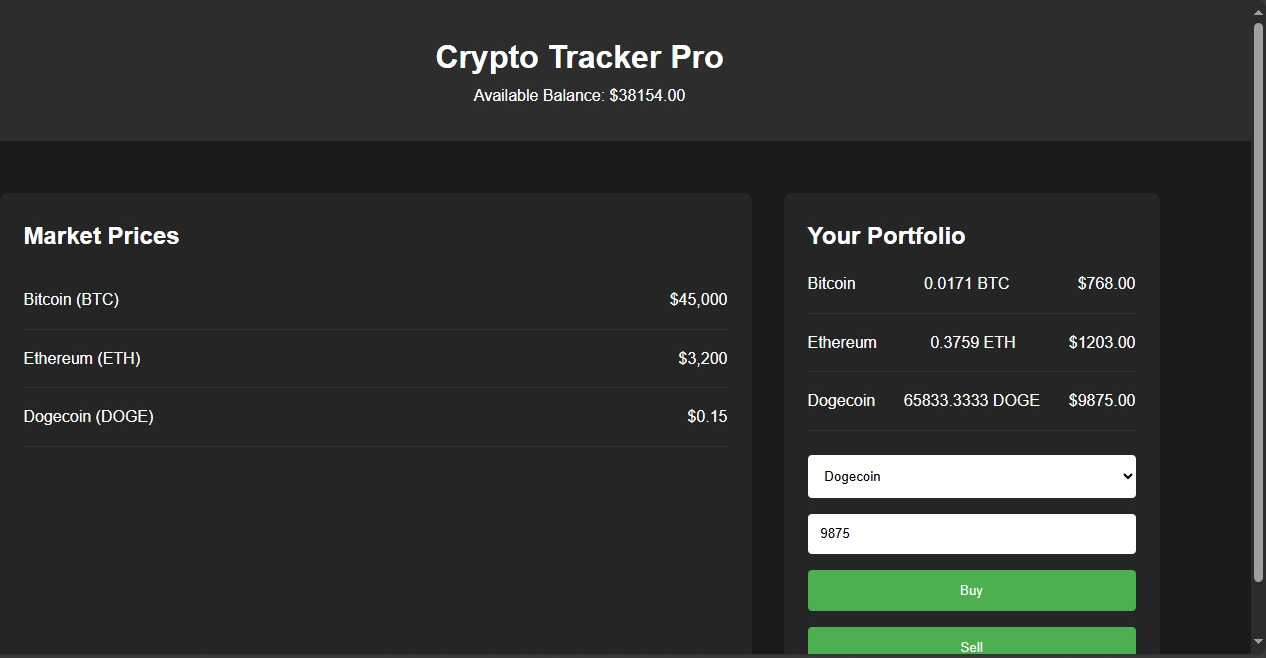 Crypto Tracker Pro
Available Balance: $38154.00
Market Prices
Bitcoin (BTC) $45,000
Ethereum (ETH) $3,200
Dogecoin (DOGE) $0.15
Your Portfolio
Bitcoin 0.0171 BTC $768.00
Ethereum 0.3759 ETH $1203.00
Dogecoin 65833.3333 DOGE $9875.00
Dogecoin
9875
Buy
Sell